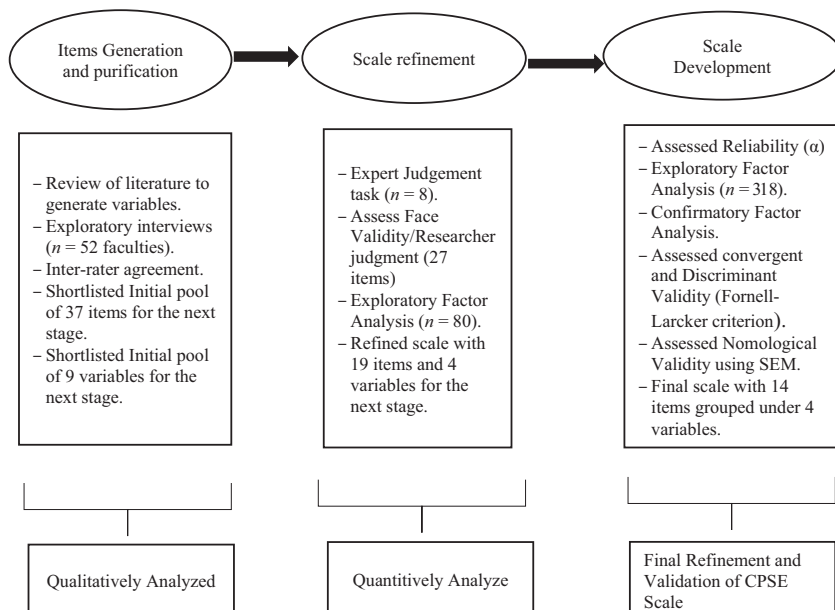 Items Generation
and purification
Scale refinement
Scale
Development
– Review of literature to
generate variables.
– Exploratory interviews
(n = 52 faculties).
– Inter-rater agreement.
– Shortlisted Initial pool
of 37 items for the next
stage.
– Shortlisted Initial pool
of 9 variables for the
next stage.
– Expert Judgement
task (n = 8).
– Assess Face
Validity/Researcher
judgment (27
items)
– Exploratory Factor
Analysis (n = 80).
– Refined scale with
19 items and 4
variables for the
next stage.
– Assessed Reliability (α)
– Exploratory Factor
Analysis (n = 318).
– Confirmatory Factor
Analysis.
– Assessed convergent
and Discriminant
Validity (Fornell-
Larcker criterion).
– Assessed Nomological
Validity using SEM.
– Final scale with 14
items grouped under 4
variables.
Qualitatively Analyzed
Quantitively Analyze
Final Refinement and
Validation of CPSE
Scale